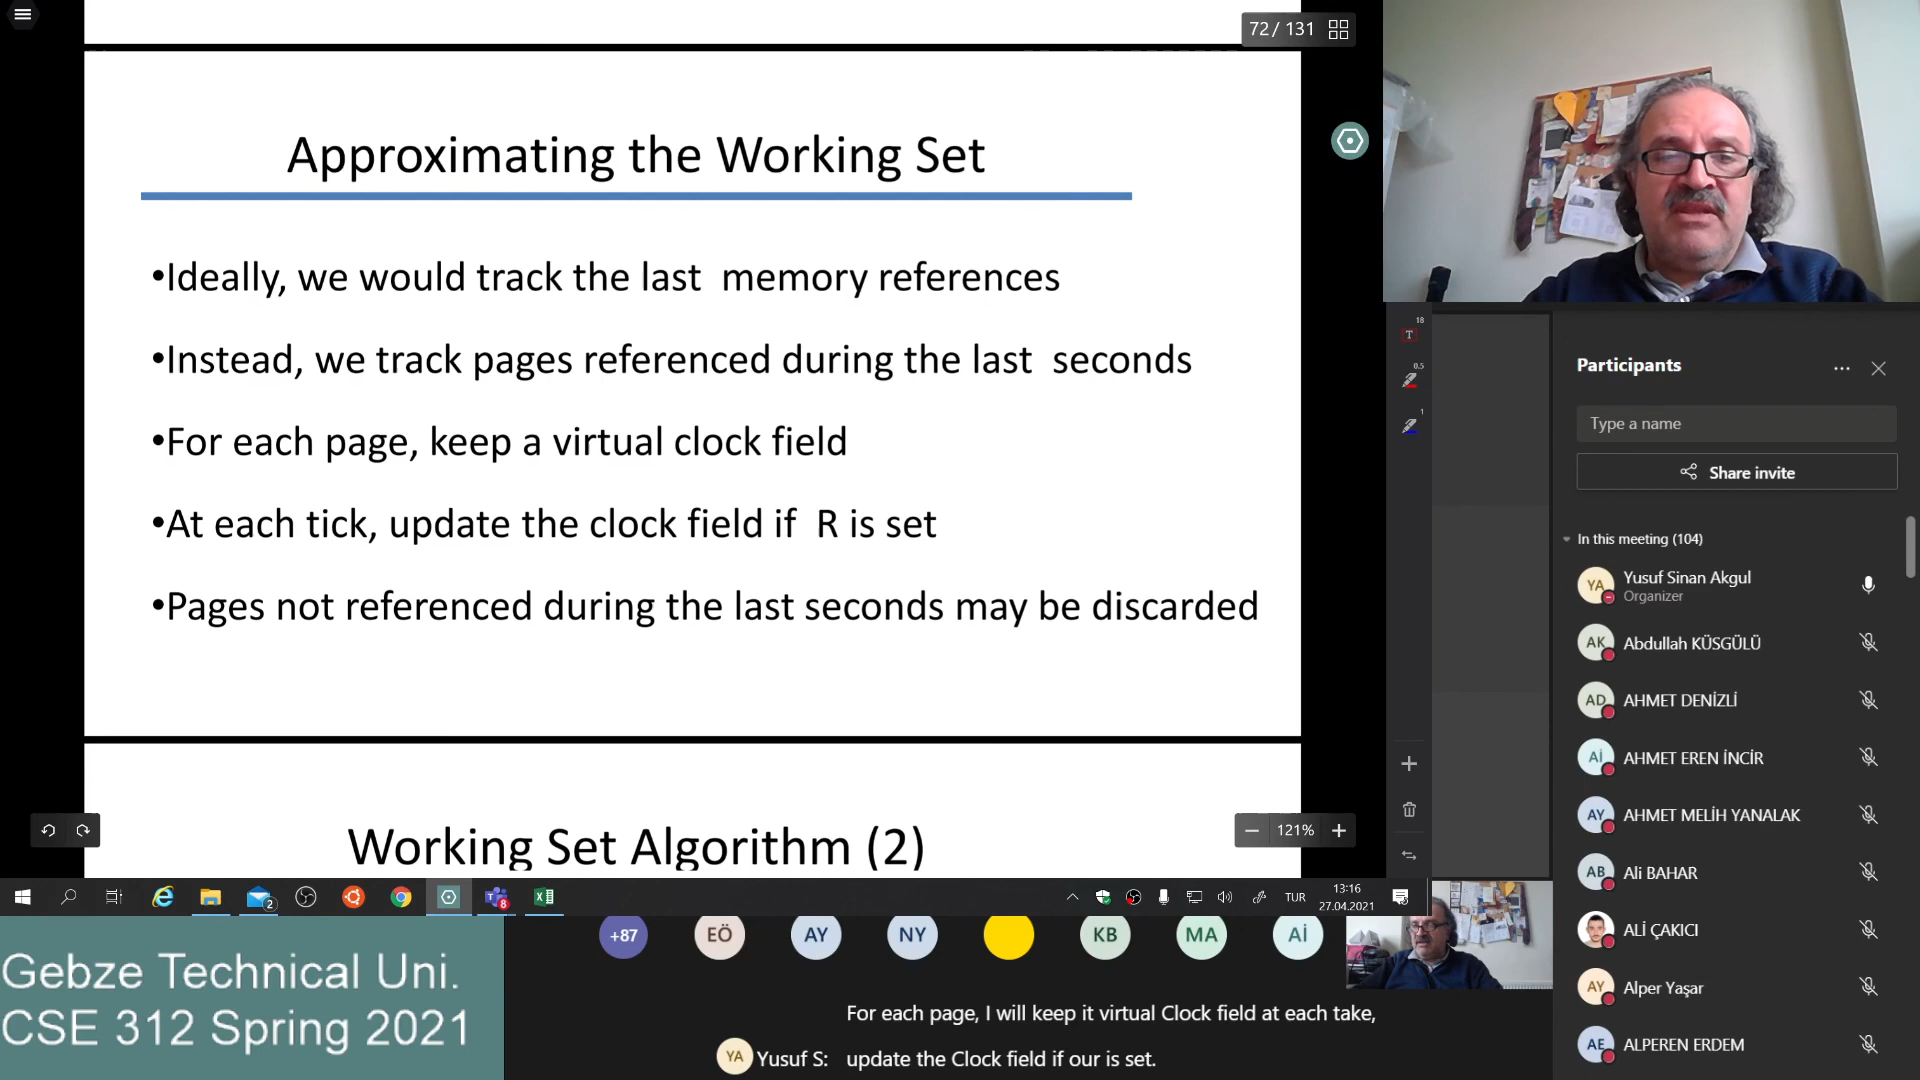 72 / 131
Approximating the Working Set
•Ideally, we would track the last  memory references
•Instead, we track pages referenced during the last  seconds
•For each page, keep a virtual clock field
•At each tick, update the clock field if  R is set
•Pages not referenced during the last seconds may be discarded
Working Set Algorithm (2)
121%
18
T
0.5
1
Participants
Type a name
Share invite
In this meeting (104)
YA Yusuf Sinan Akgul
Organizer
AK Abdullah KÜSGÜLÜ
AD AHMET DENİZLİ
Aİ AHMET EREN İNCİR
AY AHMET MELİH YANALAK
AB Ali BAHAR
ALİ ÇAKICI
AY Alper Yaşar
AE ALPEREN ERDEM
2
8
TUR
13:16
27.04.2021
+87 EÖ AY NY KB MA Aİ
Gebze Technical Uni.
CSE 312 Spring 2021
For each page, I will keep it virtual Clock field at each take,
YA Yusuf S: update the Clock field if our is set.